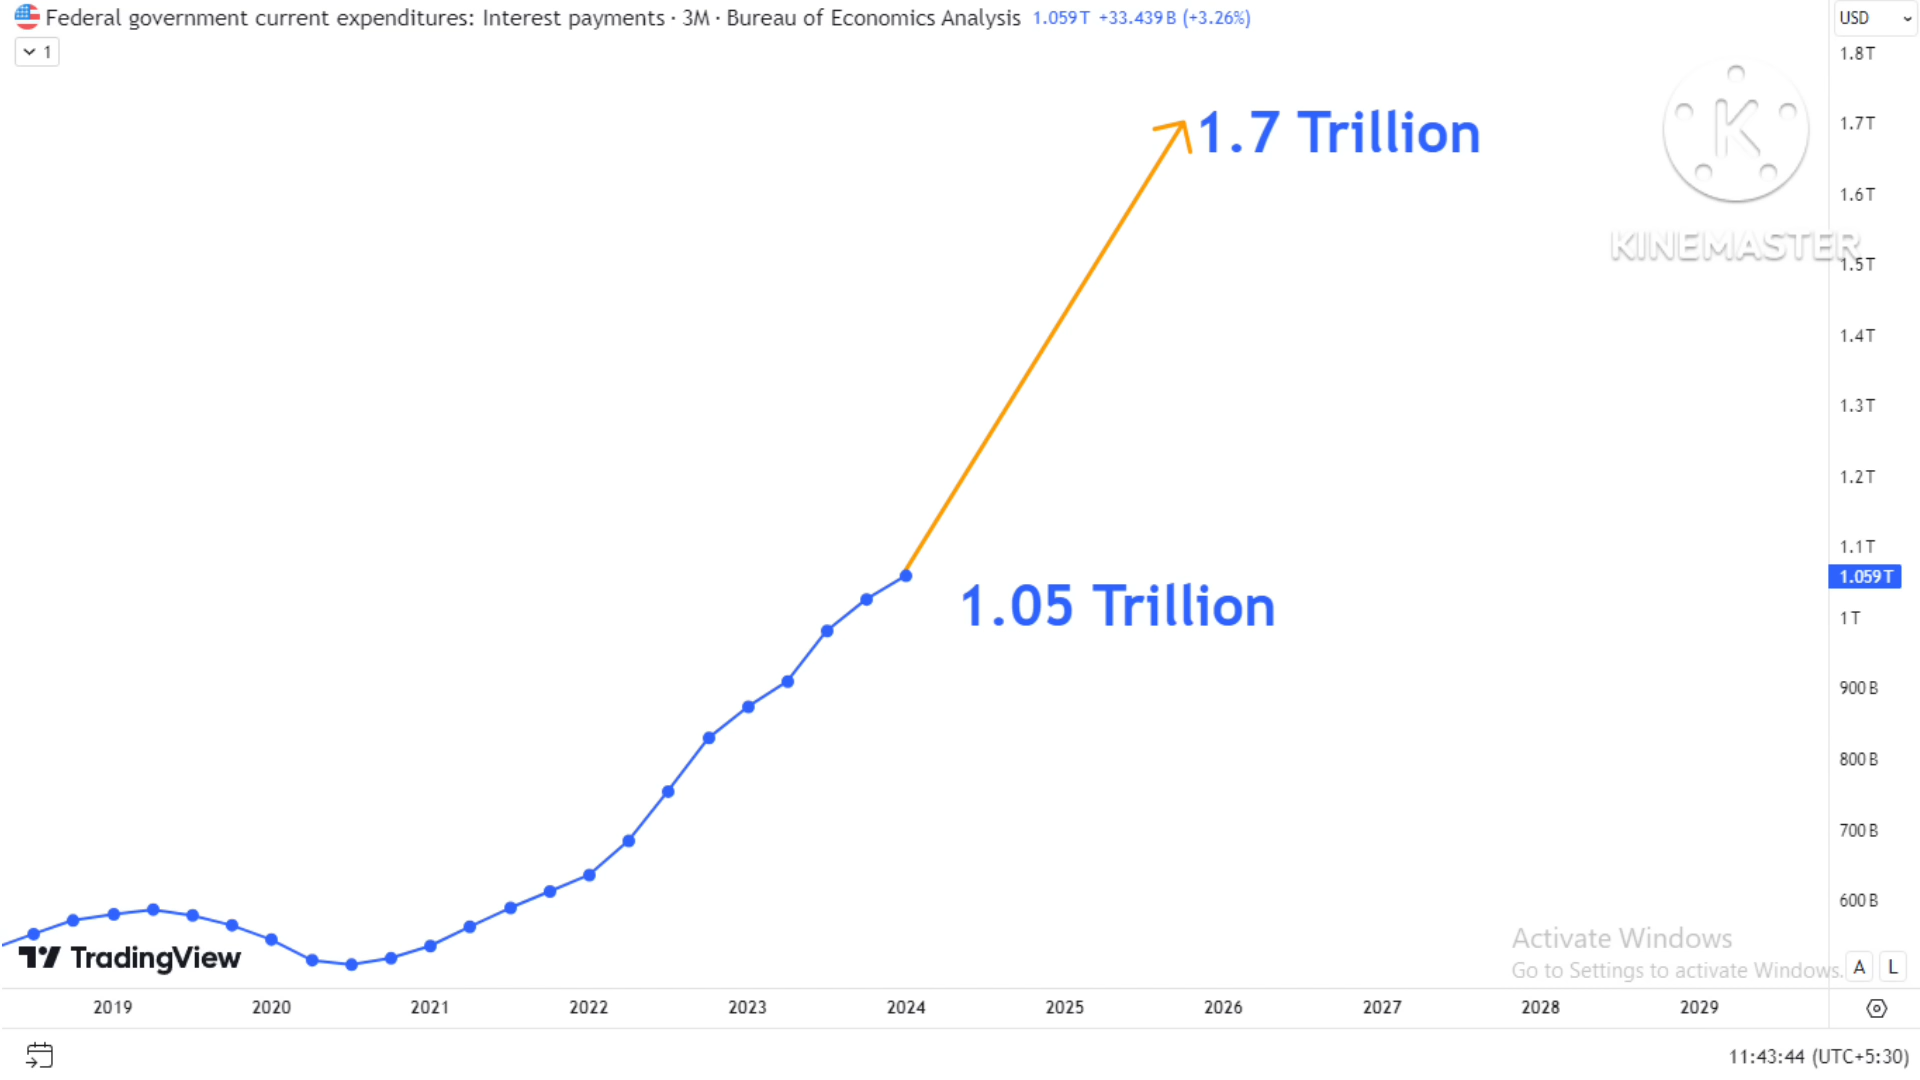 Federal government current expenditures: Interest payments · 3M · Bureau of Economics Analysis 1.059 T +33.439 B (+3.26%)
USD
1
1.8T
1.7 Trillion
1.7T
K
1.6T
KINEMASTER
1.5T
1.4T
1.3T
1.2T
1.1T
1.059T
1.05 Trillion
1T
900B
800B
700B
600B
Activate Windows
Go to Settings to activate Windows.
TradingView
A L
2019 2020 2021 2022 2023 2024 2025 2026 2027 2028 2029
11:43:44 (UTC+5:30)